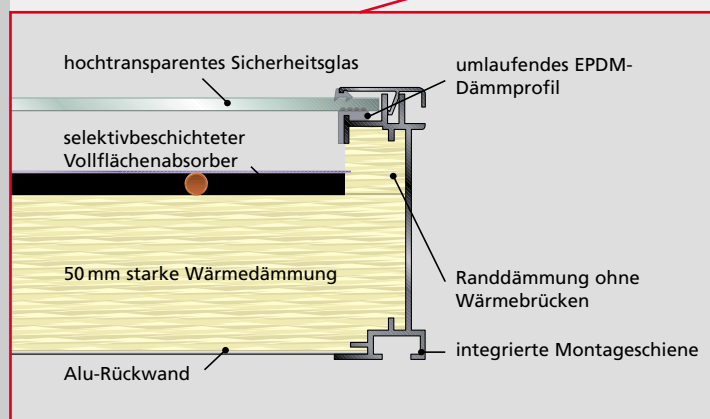 hochtransparentes Sicherheitsglas
umlaufendes EPDM-
Dämmprofil
selektivbeschichteter
Vollflächenabsorber
50 mm starke Wärmedämmung
Randdämmung ohne
Wärmebrücken
integrierte Montageschiene
Alu-Rückwand